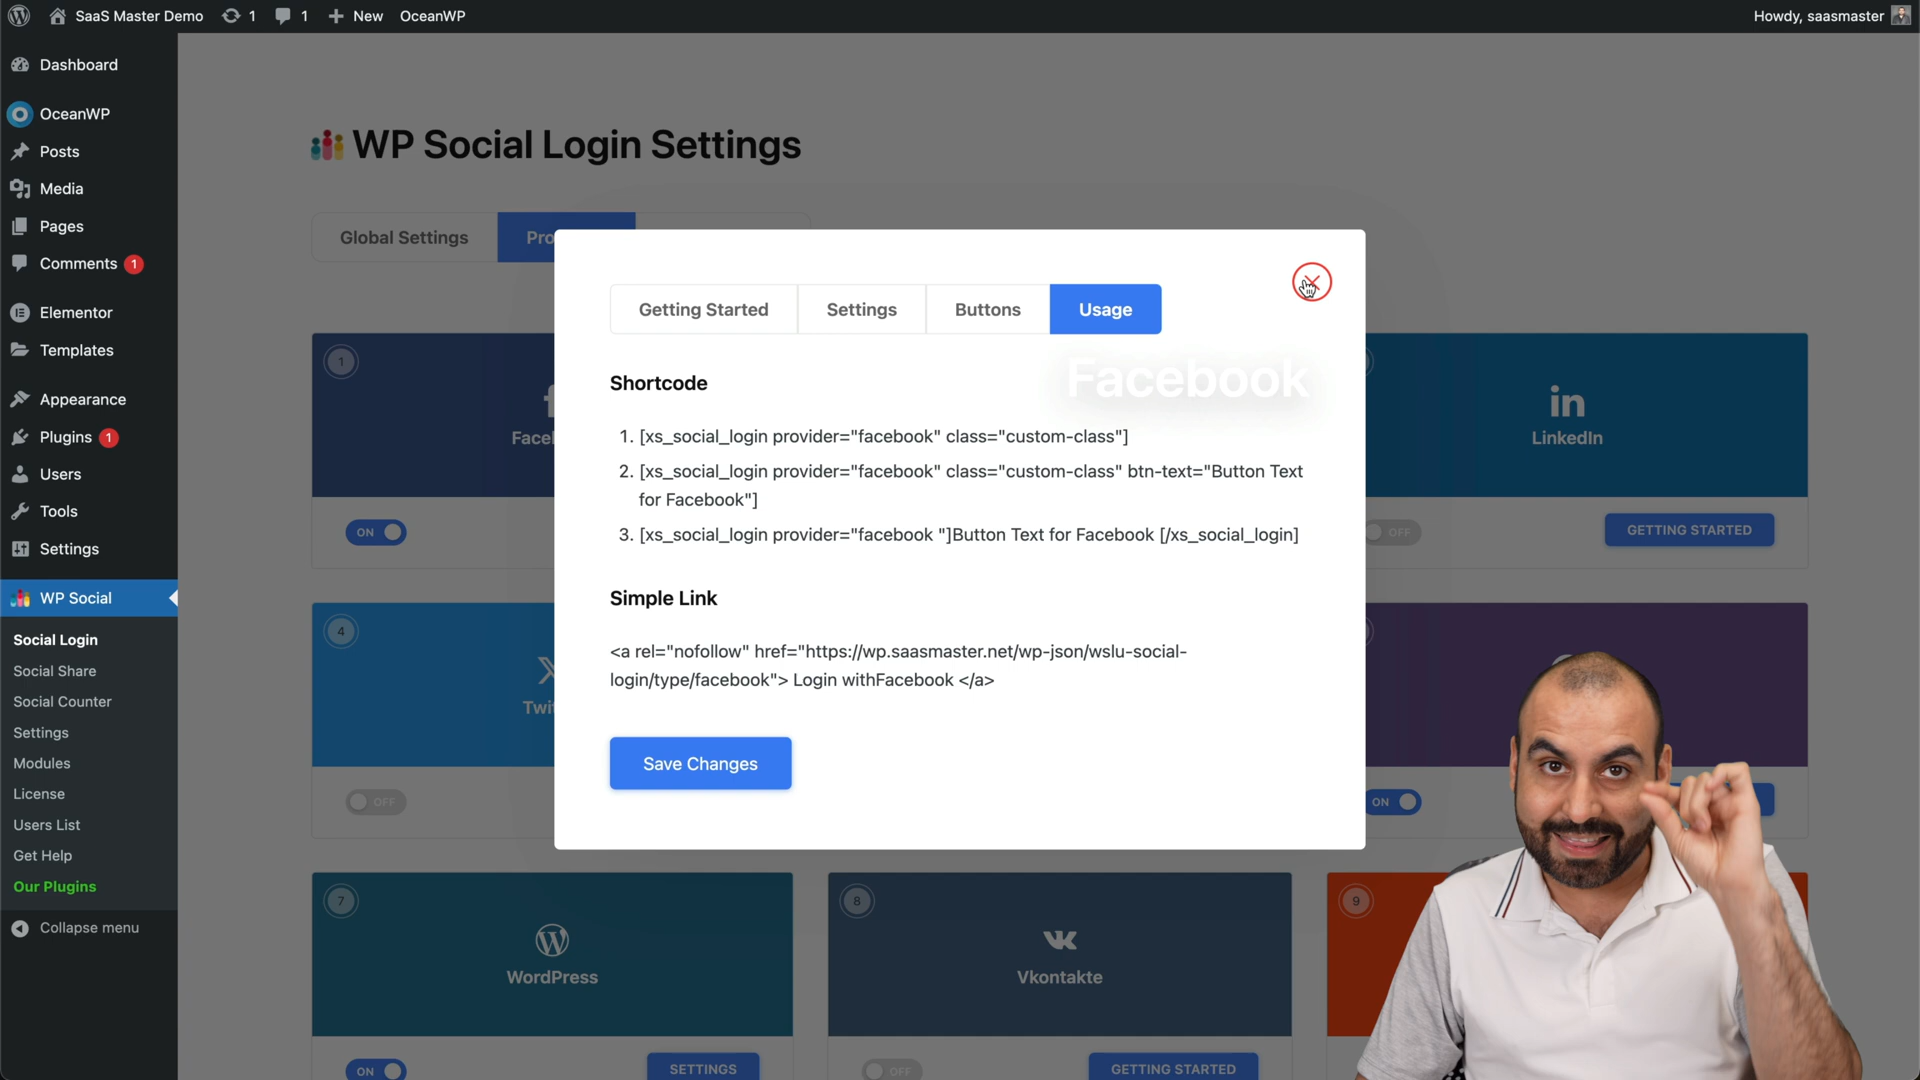 SaaS Master Demo 1 1 New OceanWP Howdy, saasmaster
Dashboard
OceanWP
Posts
Media
Pages
Comments 1
Elementor
Templates
Appearance
Plugins 1
Users
Tools
Settings
WP Social
Social Login
Social Share
Social Counter
Settings
Modules
License
Users List
Get Help
Our Plugins
Collapse menu
WP Social Login Settings
Global Settings
Getting Started Settings Buttons Usage
Facebook
Shortcode
1. [xs_social_login provider="facebook" class="custom-class"]
2. [xs_social_login provider="facebook" class="custom-class" btn-text="Button Text
for Facebook"]
3. [xs_social_login provider="facebook "]Button Text for Facebook [/xs_social_login]
Simple Link
<a rel="nofollow" href="https://wp.saasmaster.net/wp-json/wslu-social-
login/type/facebook"> Login withFacebook </a>
Save Changes
1
ON
in
LinkedIn
OFF
GETTING STARTED
4
OFF
ON
7
WordPress
ON
SETTINGS
8
Vkontakte
OFF
GETTING STARTED
9